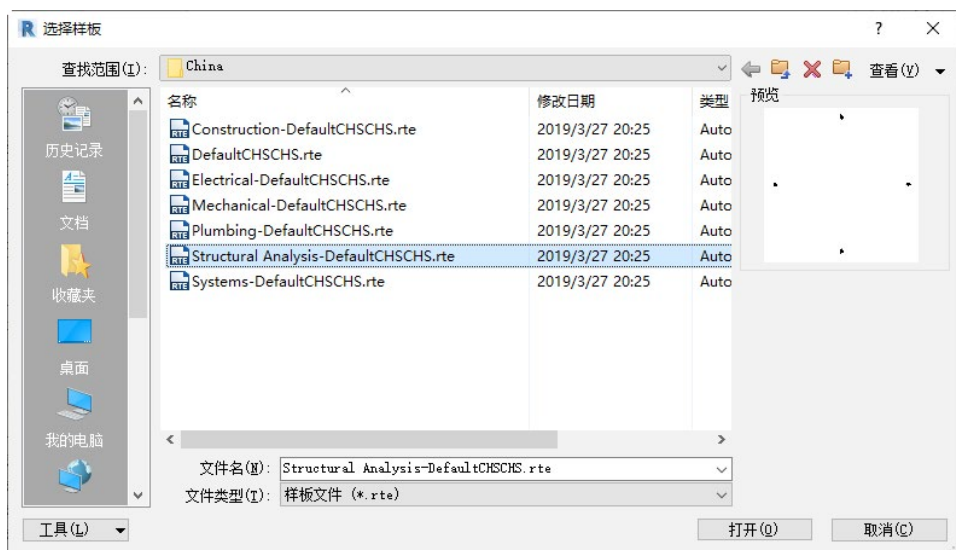 选择样板
查找范围(I): China
查看(V)
名称 修改日期 类型 预览
Construction-DefaultCHSCHS.rte 2019/3/27 20:25 Auto
DefaultCHSCHS.rte 2019/3/27 20:25 Auto
Electrical-DefaultCHSCHS.rte 2019/3/27 20:25 Auto
Mechanical-DefaultCHSCHS.rte 2019/3/27 20:25 Auto
Plumbing-DefaultCHSCHS.rte 2019/3/27 20:25 Auto
Structural Analysis-DefaultCHSCHS.rte 2019/3/27 20:25 Auto
Systems-DefaultCHSCHS.rte 2019/3/27 20:25 Auto
历史记录
文档
收藏夹
桌面
我的电脑
文件名(N): Structural Analysis-DefaultCHSCHS.rte
文件类型(T): 样板文件 (*.rte)
工具(L) 打开(O) 取消(C)